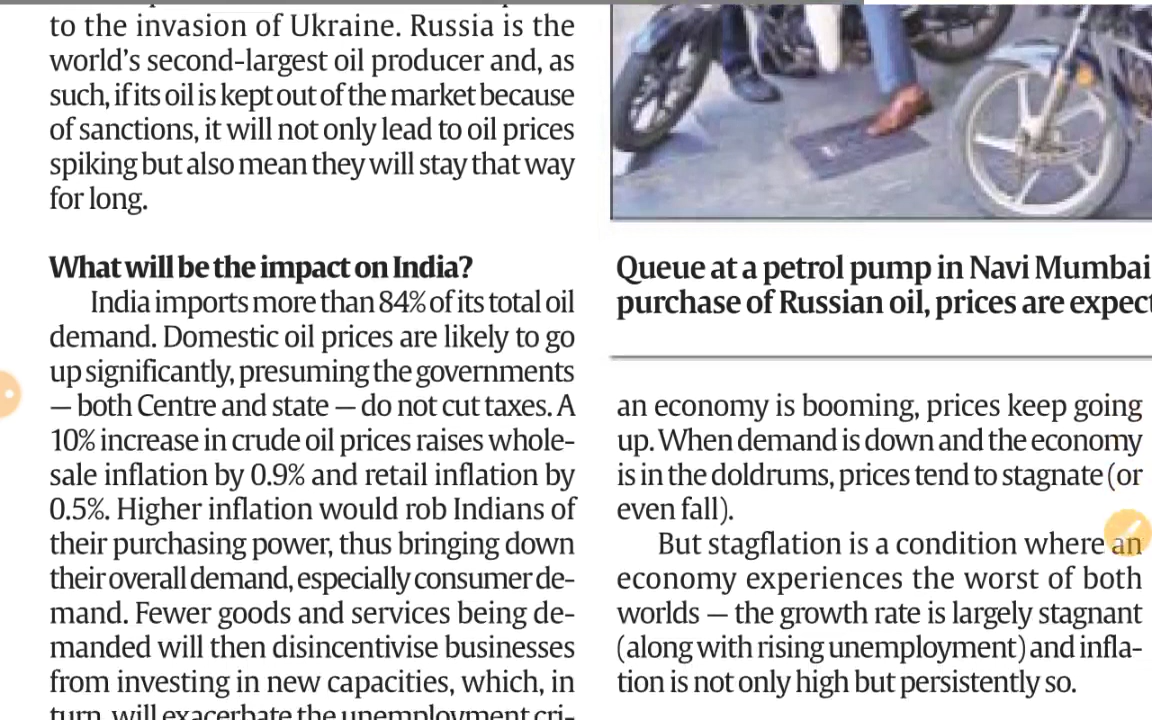 to the invasion of Ukraine. Russia is the
world's second-largest oil producer and, as
such, if its oil is kept out of the market because
of sanctions, it will not only lead to oil prices
spiking but also mean they will stay that way
for long.
What will be the impact on India?
India imports more than 84% of its total oil
demand. Domestic oil prices are likely to go
up significantly, presuming the governments
— both Centre and state — do not cut taxes. A
10% increase in crude oil prices raises whole-
sale inflation by 0.9% and retail inflation by
0.5%. Higher inflation would rob Indians of
their purchasing power, thus bringing down
their overall demand, especially consumer de-
mand. Fewer goods and services being de-
manded will then disincentivise businesses
from investing in new capacities, which, in
turn, will exacerbate the unemployment cri-
Queue at a petrol pump in Navi Mumbai
purchase of Russian oil, prices are expect
an economy is booming, prices keep going
up. When demand is down and the economy
is in the doldrums, prices tend to stagnate (or
even fall).
But stagflation is a condition where an
economy experiences the worst of both
worlds — the growth rate is largely stagnant
(along with rising unemployment) and infla-
tion is not only high but persistently so.